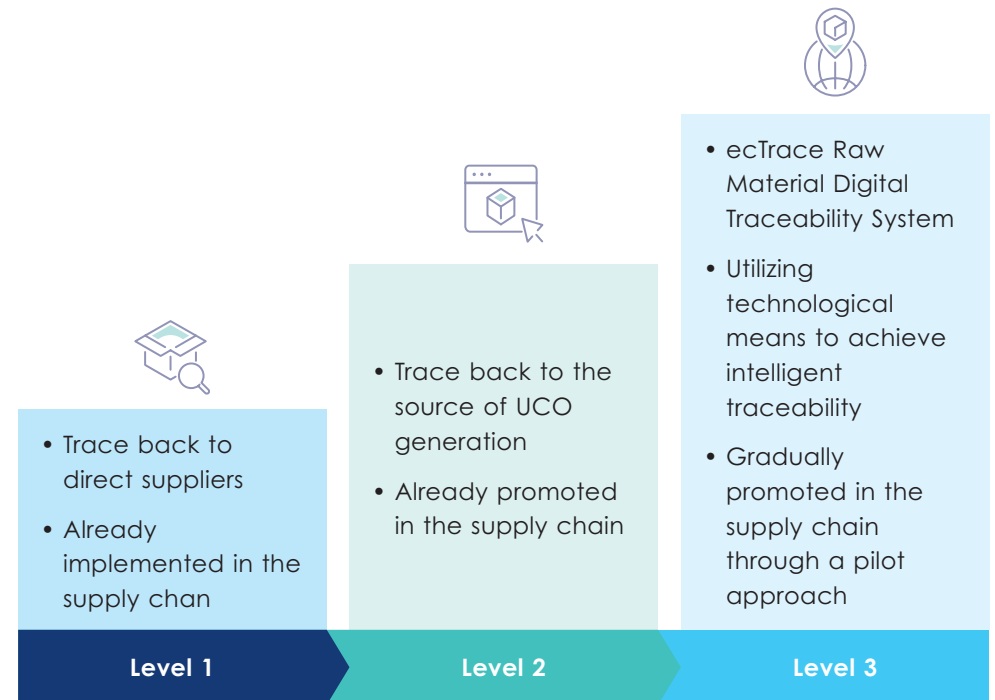 • Trace back to
direct suppliers
• Already
implemented in the
supply chan
Level 1
• Trace back to the
source of UCO
generation
• Already promoted
in the supply chain
Level 2
• ecTrace Raw
Material Digital
Traceability System
• Utilizing
technological
means to achieve
intelligent
traceability
• Gradually
promoted in the
supply chain
through a pilot
approach
Level 3